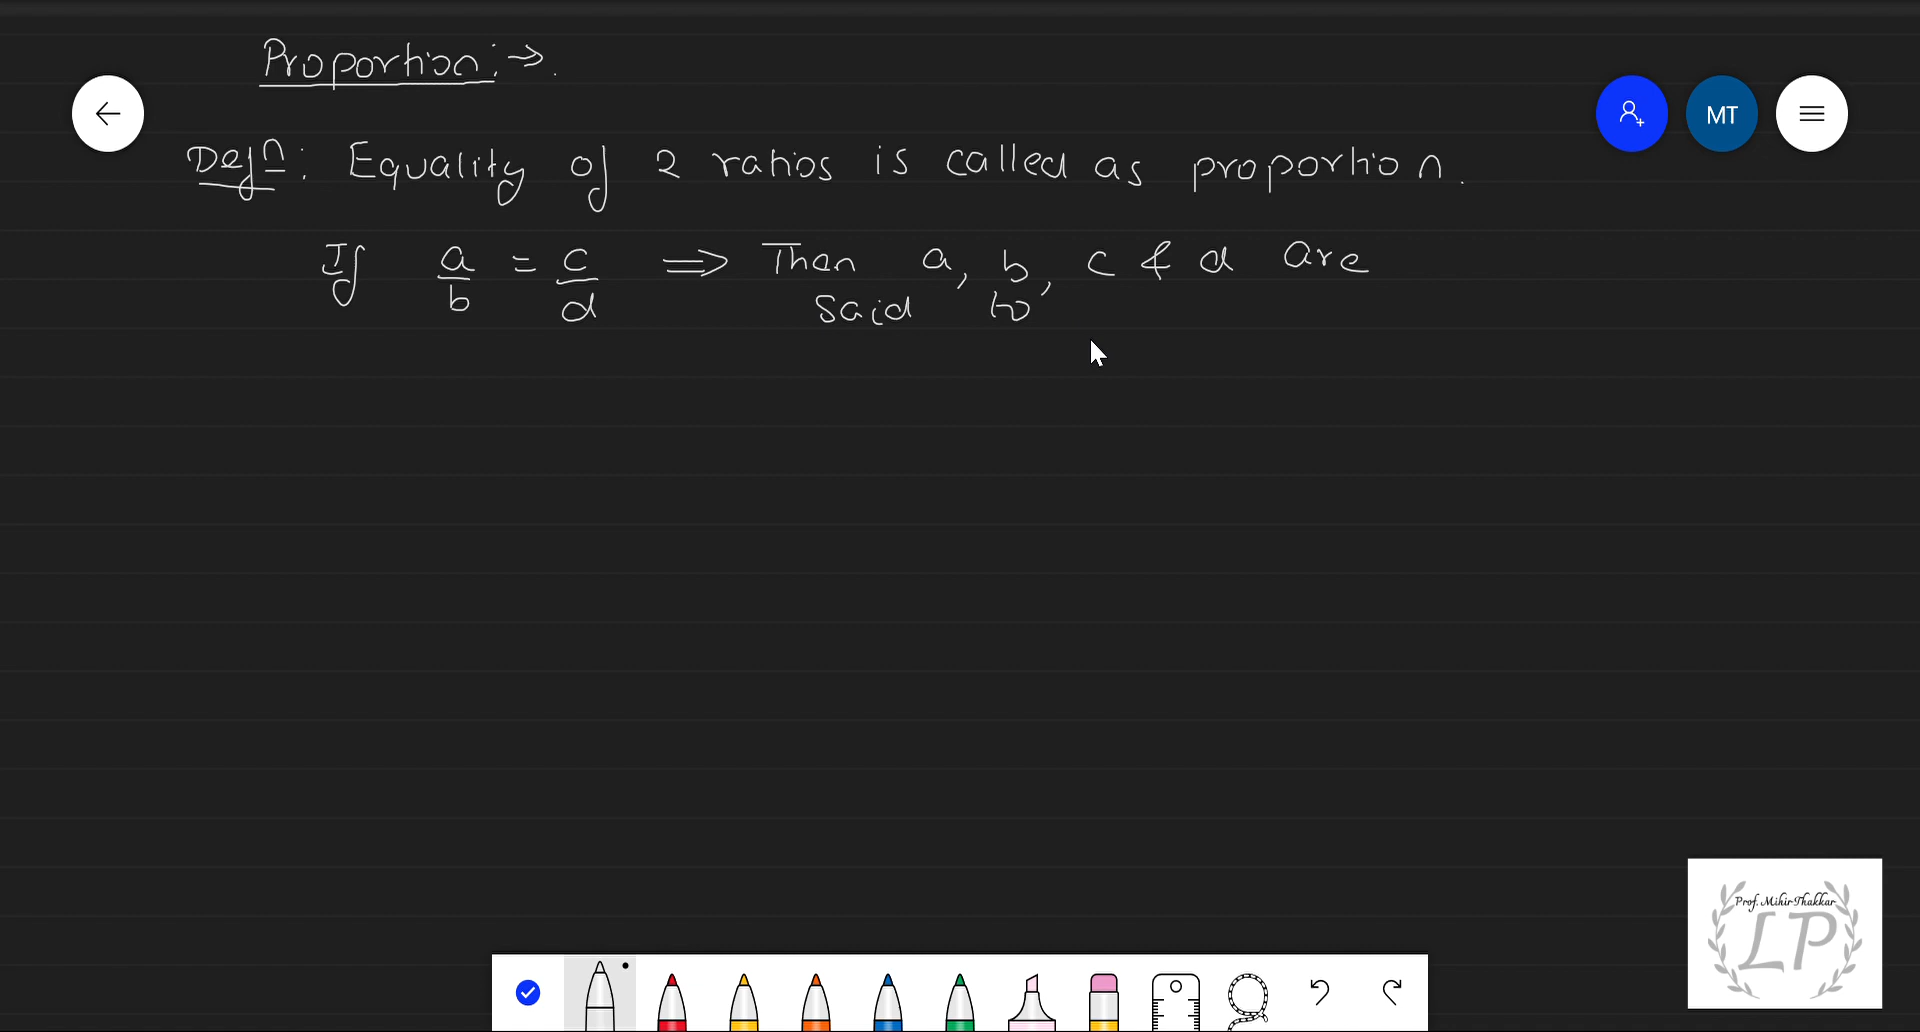 Proportion :→.
Defn : Equality of 2 ratios is called as proportion.
If a/b = c/d ⇒ Then a, b, c & d are
said to
MT
Prof. Mihir Thakkar
LP